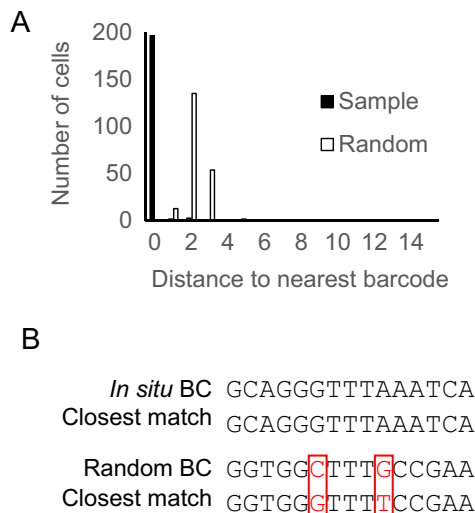 A
Number of cells
200
150
100
50
0
Sample
Random
0 2 4 6 8 10 12 14
Distance to nearest barcode
B
In situ BC GCAGGGTTTAAATCA
Closest match GCAGGGTTTAAATCA
Random BC GGTGGCTTTGCCGAA
Closest match GGTGGGTTTTCCGAA